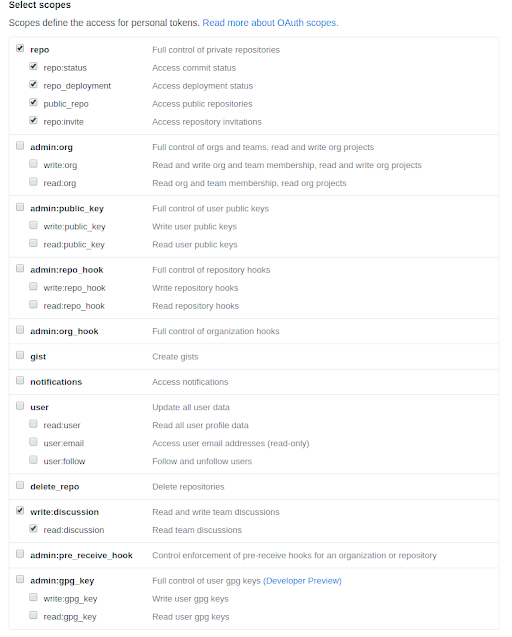 Select scopes
Scopes define the access for personal tokens. Read more about OAuth scopes.
repo Full control of private repositories
repo:status Access commit status
repo_deployment Access deployment status
public_repo Access public repositories
repo:invite Access repository invitations
admin:org Full control of orgs and teams, read and write org projects
write:org Read and write org and team membership, read and write org projects
read:org Read org and team membership, read org projects
admin:public_key Full control of user public keys
write:public_key Write user public keys
read:public_key Read user public keys
admin:repo_hook Full control of repository hooks
write:repo_hook Write repository hooks
read:repo_hook Read repository hooks
admin:org_hook Full control of organization hooks
gist Create gists
notifications Access notifications
user Update all user data
read:user Read all user profile data
user:email Access user email addresses (read-only)
user:follow Follow and unfollow users
delete_repo Delete repositories
write:discussion Read and write team discussions
read:discussion Read team discussions
admin:pre_receive_hook Control enforcement of pre-receive hooks for an organization or repository
admin:gpg_key Full control of user gpg keys (Developer Preview)
write:gpg_key Write user gpg keys
read:gpg_key Read user gpg keys